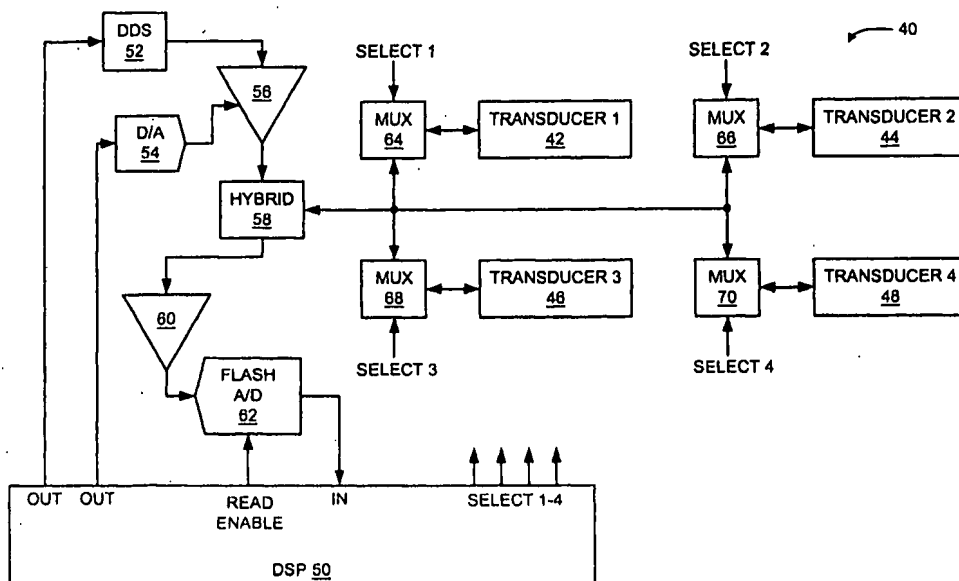 DDS
52
40
SELECT 1
SELECT 2
56
D/A
54
MUX
64
TRANSDUCER 1
42
MUX
66
TRANSDUCER 2
44
HYBRID
58
MUX
68
TRANSDUCER 3
46
MUX
70
TRANSDUCER 4
48
60
SELECT 3
SELECT 4
FLASH
A/D
62
OUT
OUT
READ
ENABLE
IN
SELECT 1-4
DSP 50